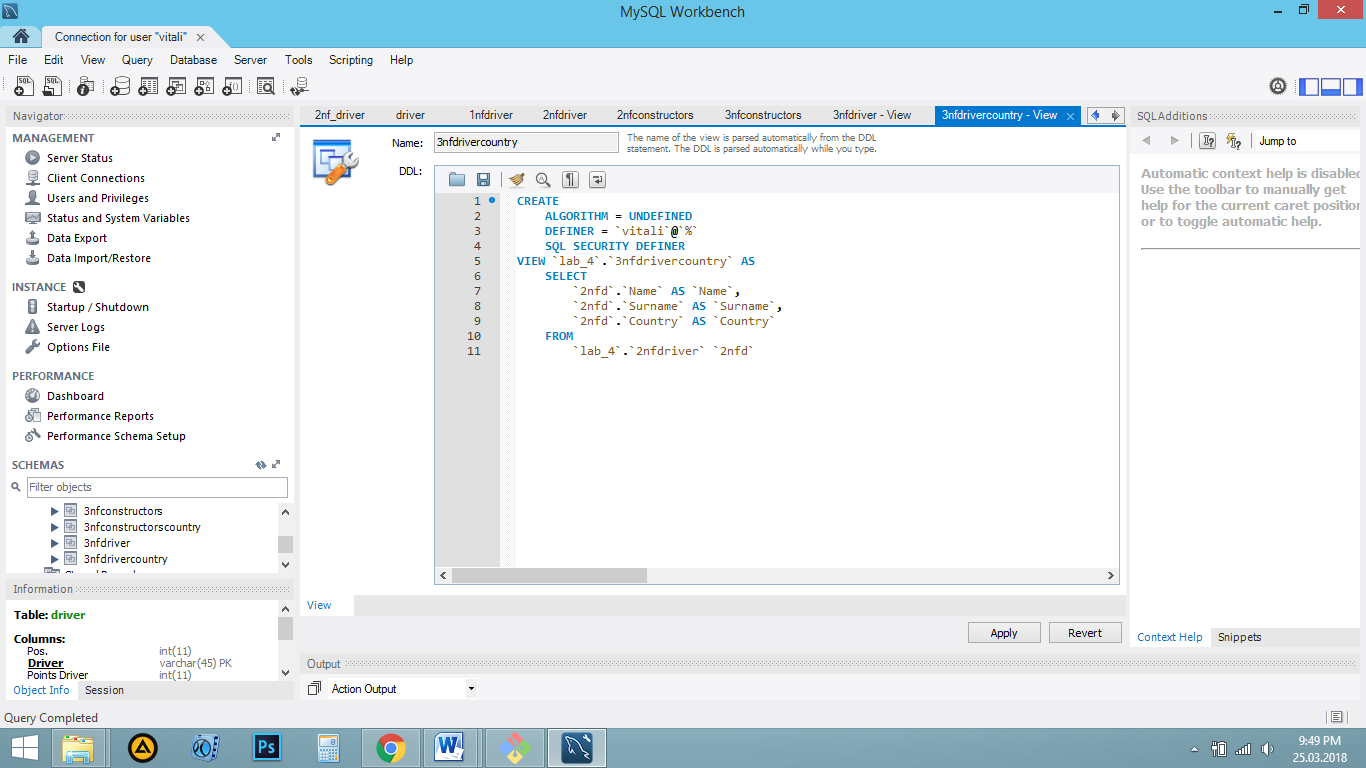 MySQL Workbench
Connection for user "vitali"
File Edit View Query Database Server Tools Scripting Help
Navigator
MANAGEMENT
Server Status
Client Connections
Users and Privileges
Status and System Variables
Data Export
Data Import/Restore
INSTANCE
Startup / Shutdown
Server Logs
Options File
PERFORMANCE
Dashboard
Performance Reports
Performance Schema Setup
SCHEMAS
Filter objects
3nfconstructors
3nfconstructorscountry
3nfdriver
3nfdrivercountry
Information
Table: driver
Columns:
Pos. int(11)
Driver varchar(45) PK
Points Driver int(11)
Object Info Session
Query Completed
2nf_driver driver 1nfdriver 2nfdriver 2nfconstructors 3nfconstructors 3nfdriver - View 3nfdrivercountry - View
Name: 3nfdrivercountry
The name of the view is parsed automatically from the DDL
statement. The DDL is parsed automatically while you type.
DDL:
1 CREATE
2 ALGORITHM = UNDEFINED
3 DEFINER = `vitali`@`%`
4 SQL SECURITY DEFINER
5 VIEW `lab_4`.`3nfdrivercountry` AS
6 SELECT
7 `2nfd`.`Name` AS `Name`,
8 `2nfd`.`Surname` AS `Surname`,
9 `2nfd`.`Country` AS `Country`
10 FROM
11 `lab_4`.`2nfdriver` `2nfd`
View
Apply Revert
Output
Action Output
SQLAdditions
Jump to
Automatic context help is disabled
Use the toolbar to manually get
help for the current caret position
or to toggle automatic help.
Context Help Snippets
Ps
9:49 PM
25.03.2018